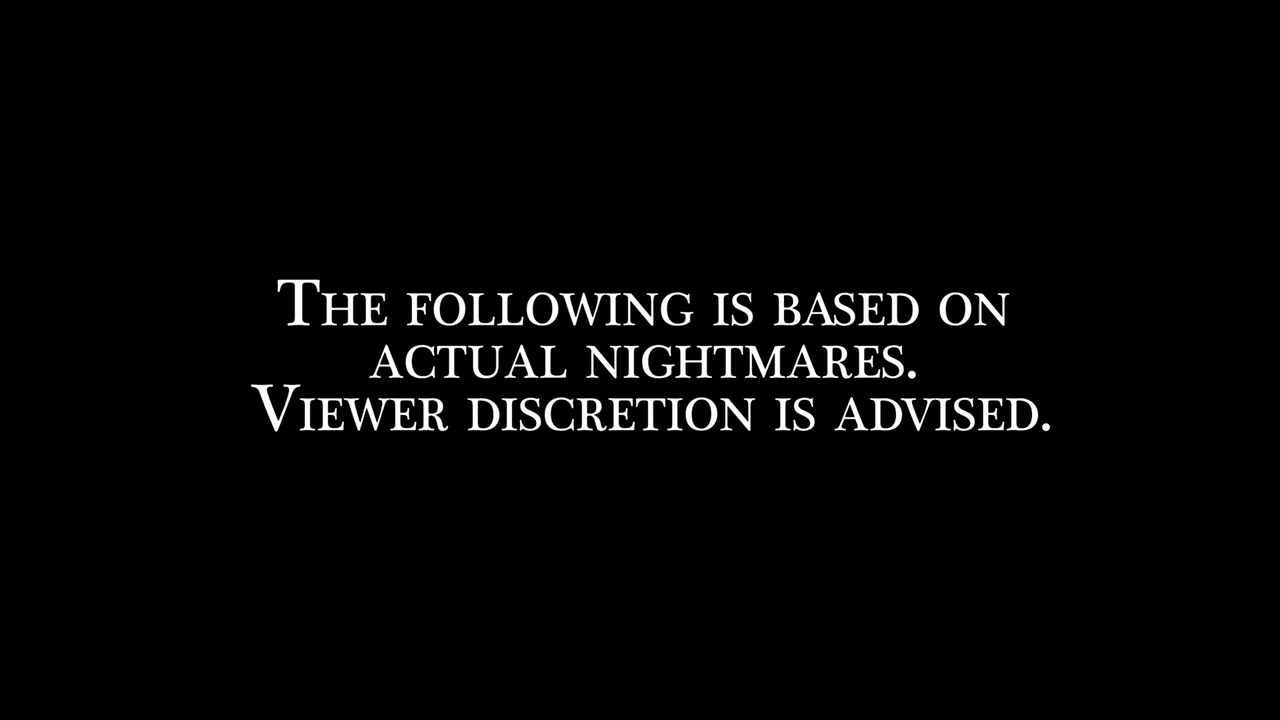 The following is based on
actual nightmares.
Viewer discretion is advised.